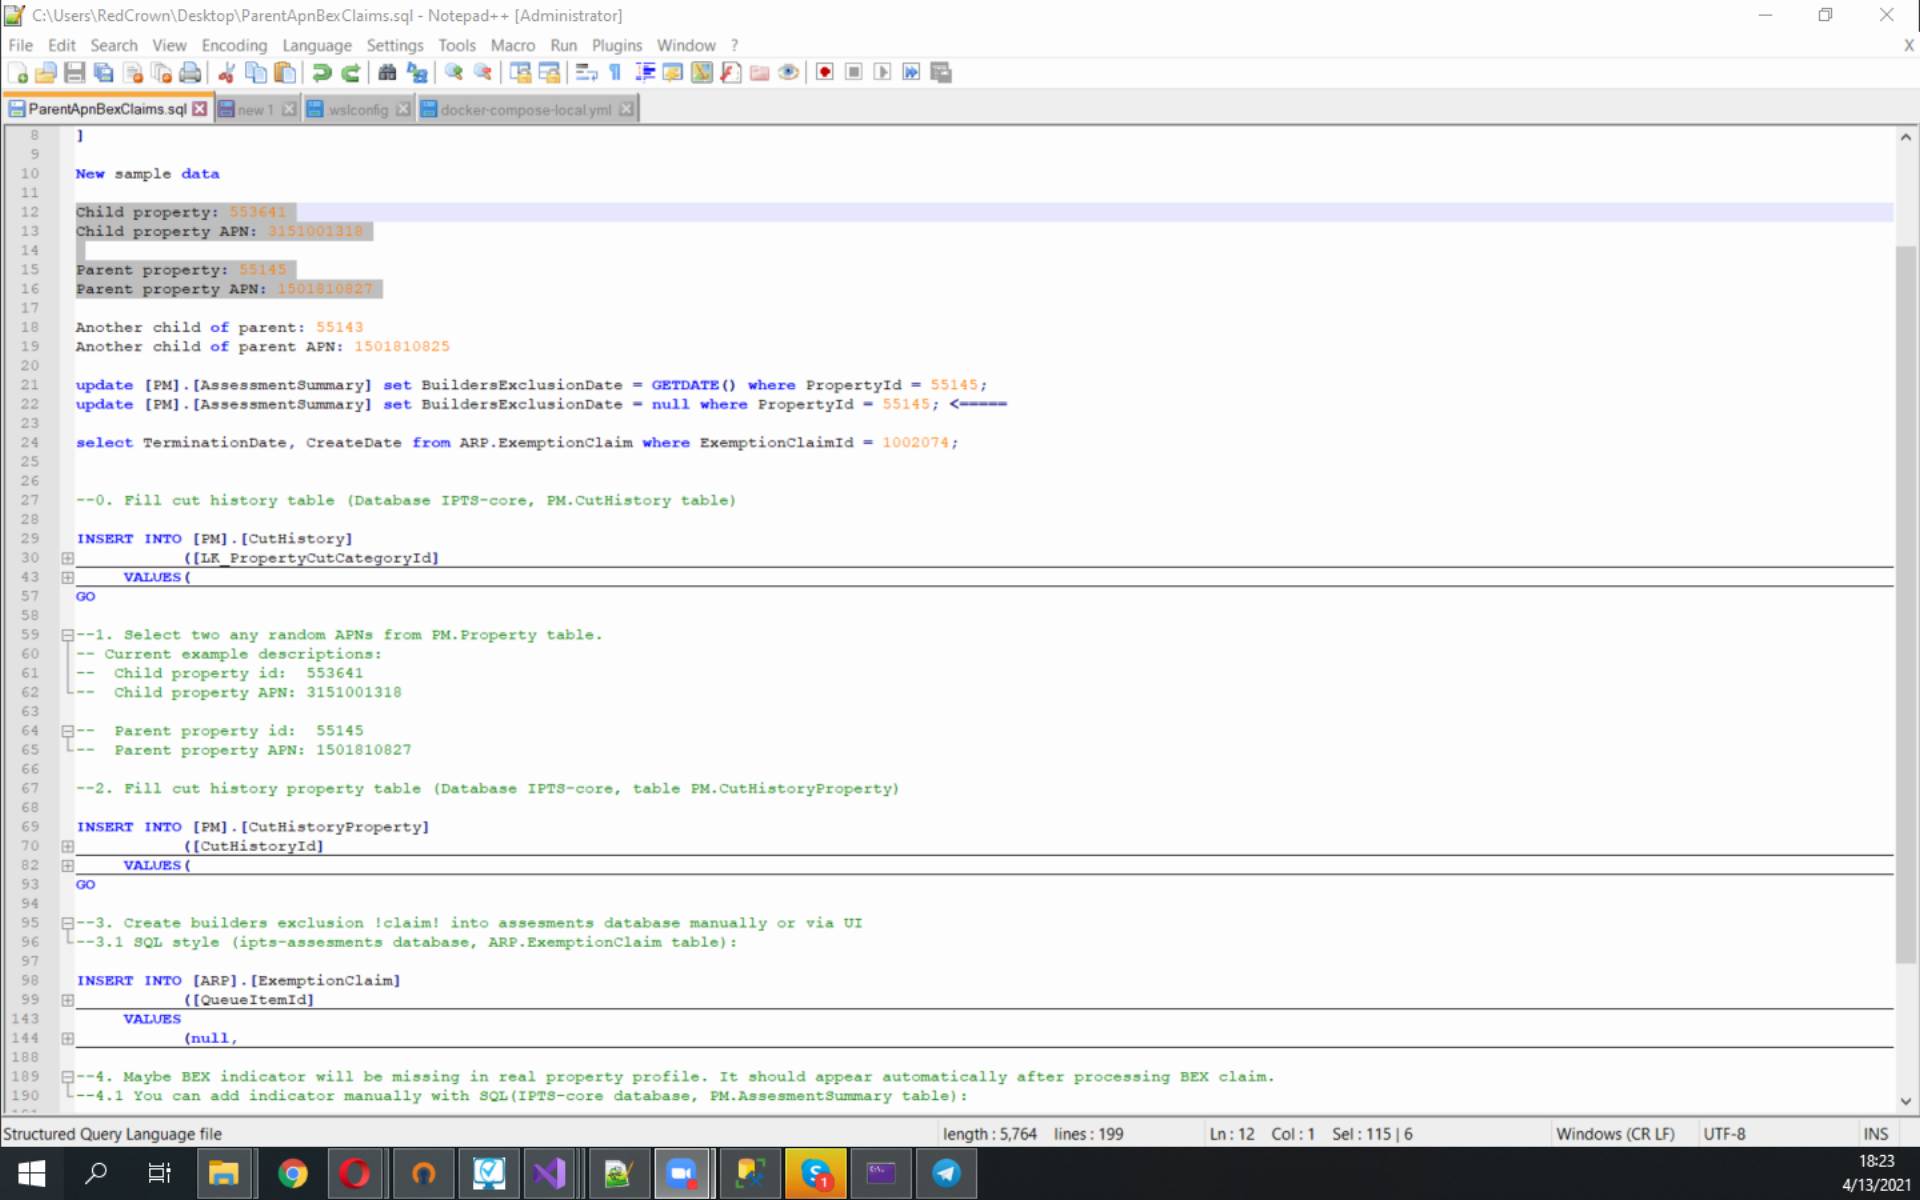 C:\Users\RedCrown\Desktop\ParentApnBexClaims.sql - Notepad++ [Administrator]
File Edit Search View Encoding Language Settings Tools Macro Run Plugins Window ? X
ParentApnBexClaims.sql new 1 wslconfig docker-compose-local.yml
8 ]
9
10 New sample data
11
12 Child property: 553641
13 Child property APN: 3151001318
14
15 Parent property: 55145
16 Parent property APN: 1501810827
17
18 Another child of parent: 55143
19 Another child of parent APN: 1501810825
20
21 update [PM].[AssessmentSummary] set BuildersExclusionDate = GETDATE() where PropertyId = 55145;
22 update [PM].[AssessmentSummary] set BuildersExclusionDate = null where PropertyId = 55145; <=====
23
24 select TerminationDate, CreateDate from ARP.ExemptionClaim where ExemptionClaimId = 1002074;
25
26
27 --0. Fill cut history table (Database IPTS-core, PM.CutHistory table)
28
29 INSERT INTO [PM].[CutHistory]
30 ([LK_PropertyCutCategoryId]
43 VALUES(
57 GO
58
59 --1. Select two any random APNs from PM.Property table.
60 -- Current example descriptions:
61 -- Child property id: 553641
62 -- Child property APN: 3151001318
63
64 -- Parent property id: 55145
65 -- Parent property APN: 1501810827
66
67 --2. Fill cut history property table (Database IPTS-core, table PM.CutHistoryProperty)
68
69 INSERT INTO [PM].[CutHistoryProperty]
70 ([CutHistoryId]
82 VALUES(
93 GO
94
95 --3. Create builders exclusion !claim! into assesments database manually or via UI
96 --3.1 SQL style (ipts-assesments database, ARP.ExemptionClaim table):
97
98 INSERT INTO [ARP].[ExemptionClaim]
99 ([QueueItemId]
143 VALUES
144 (null,
188
189 --4. Maybe BEX indicator will be missing in real property profile. It should appear automatically after processing BEX claim.
190 --4.1 You can add indicator manually with SQL(IPTS-core database, PM.AssesmentSummary table):
Structured Query Language file length : 5,764 lines : 199 Ln : 12 Col : 1 Sel : 115 | 6 Windows (CR LF) UTF-8 INS
18:23
4/13/2021